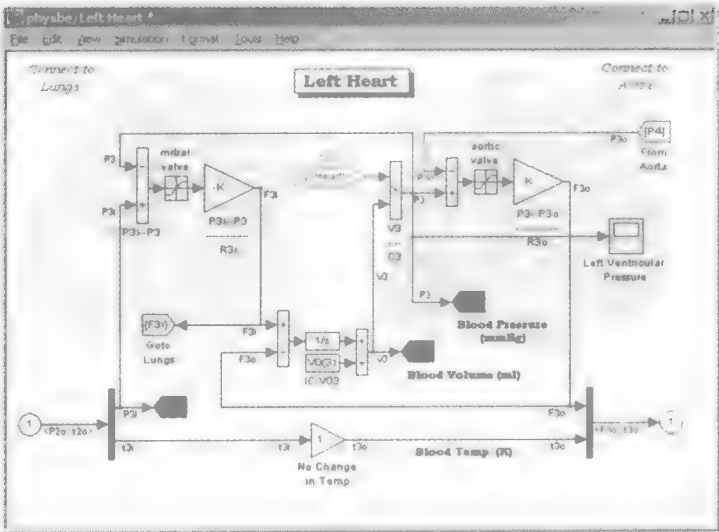 physbe/Left Heart *
File Edit View Simulation Format Tools Help
Connect to
Lungs
Left Heart
Connect to
P3
mitral
valve
-K-
P3i
P3i-P3
R3i
F3i
aortic
valve
-K-
F3o
P3-P3o
R3o
P3o
[P4]
From
Aorta
P3
V3
C3
V3
Left Ventricular
Pressure
P3
Blood Pressure
(mmHg)
[F3i]
Goto
Lungs
F3i
F3o
1/s
V0(3)
IC:V03
V3
Blood Volume (ml)
F3o
1
P3i
t3i
t3i
1
t3o
No Change
in Temp
Blood Temp (K)
t3o